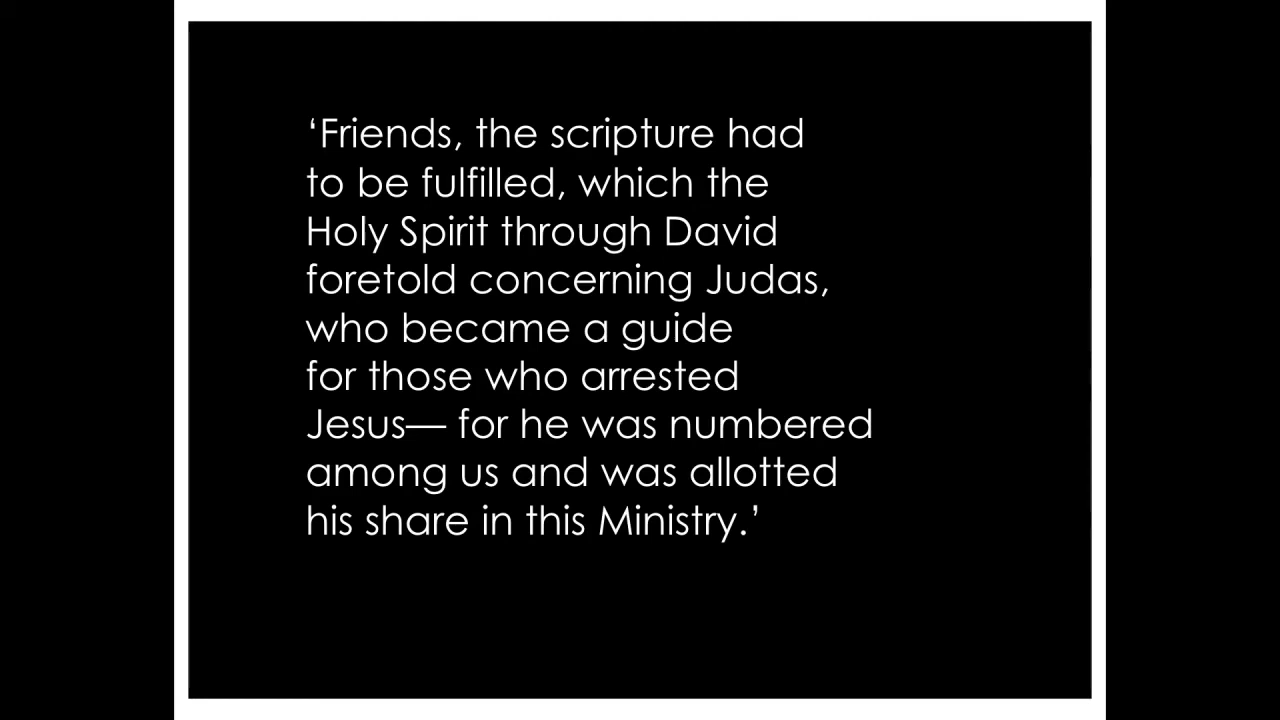 ‘Friends, the scripture had
to be fulfilled, which the
Holy Spirit through David
foretold concerning Judas,
who became a guide
for those who arrested
Jesus— for he was numbered
among us and was allotted
his share in this Ministry.’